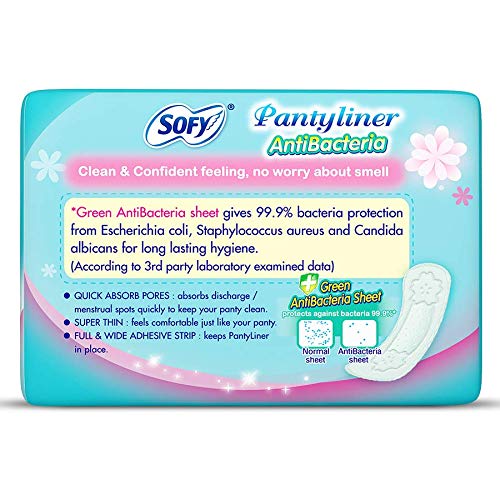 SOFY®
Pantyliner
AntiBacteria
Clean & Confident feeling, no worry about smell
*Green AntiBacteria sheet gives 99.9% bacteria protection
from Escherichia coli, Staphylococcus aureus and Candida
albicans for long lasting hygiene.
(According to 3rd party laboratory examined data)
• QUICK ABSORB PORES : absorbs discharge /
menstrual spots quickly to keep your panty clean.
• SUPER THIN : feels comfortable just like your panty.
• FULL & WIDE ADHESIVE STRIP : keeps PantyLiner
in place.
Green
AntiBacteria Sheet
protects against bacteria 99.9%*
Normal
sheet
AntiBacteria
sheet